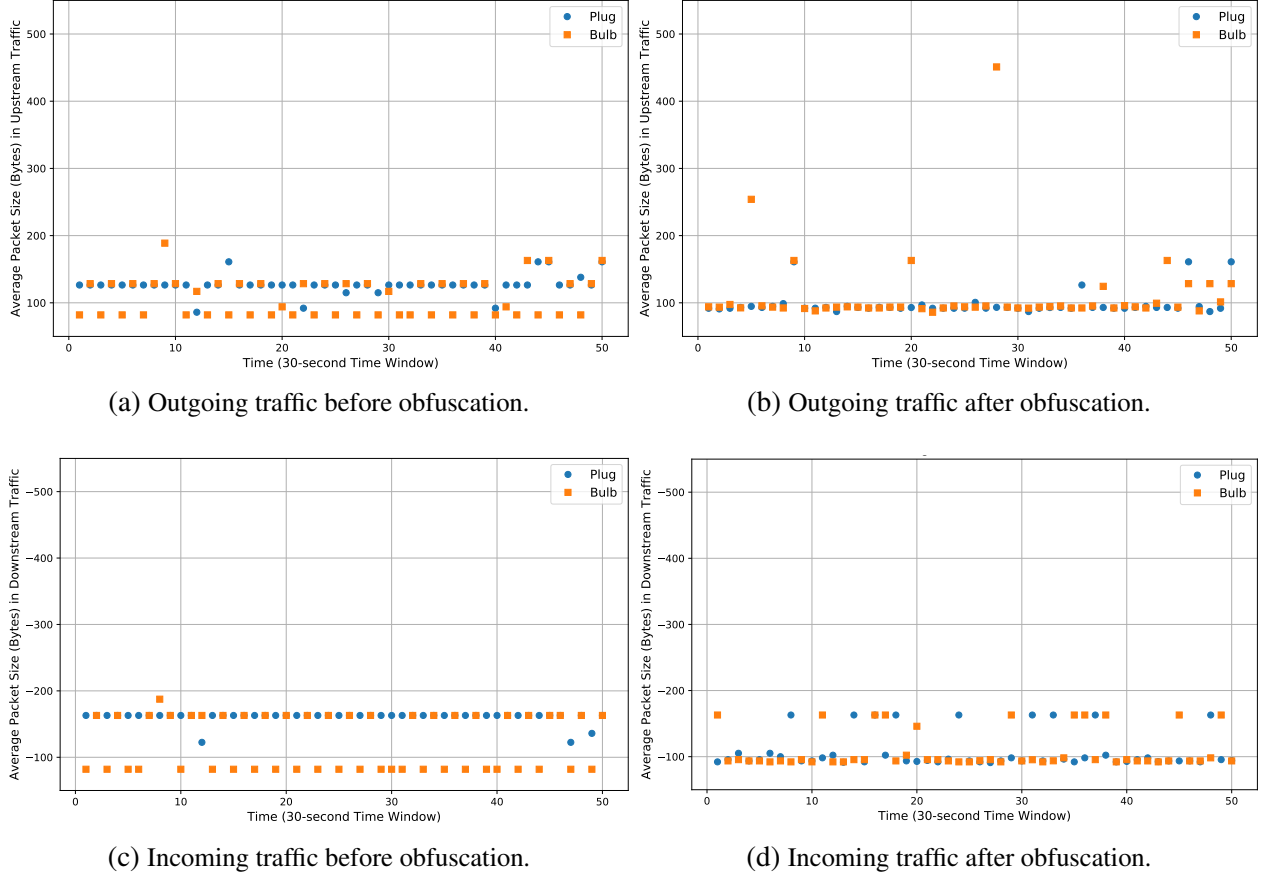 Average Packet Size (Bytes) in Upstream Traffic
500
400
300
200
100
0
10
20
30
40
50
Time (30-second Time Window)
Plug
Bulb
(a) Outgoing traffic before obfuscation.
Average Packet Size (Bytes) in Upstream Traffic
500
400
300
200
100
0
10
20
30
40
50
Time (30-second Time Window)
Plug
Bulb
(b) Outgoing traffic after obfuscation.
Average Packet Size (Bytes) in Downstream Traffic
−500
−400
−300
−200
−100
0
10
20
30
40
50
Time (30-second Time Window)
Plug
Bulb
(c) Incoming traffic before obfuscation.
Average Packet Size (Bytes) in Downstream Traffic
−500
−400
−300
−200
−100
0
10
20
30
40
50
Time (30-second Time Window)
Plug
Bulb
(d) Incoming traffic after obfuscation.